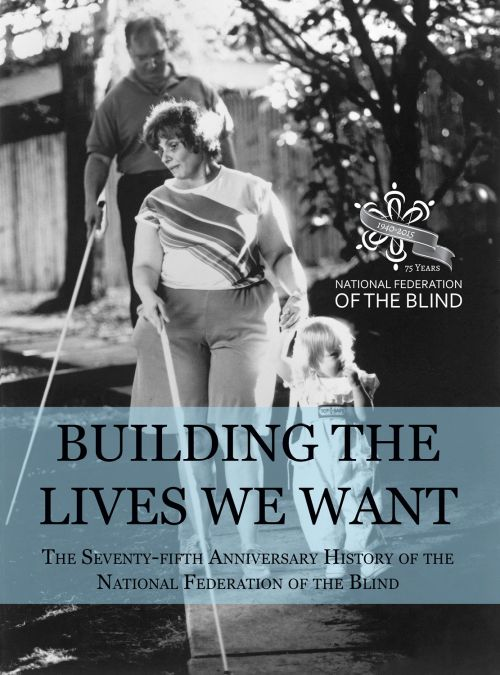 1940-2015
75 Years
NATIONAL FEDERATION
OF THE BLIND
BUILDING THE
LIVES WE WANT
The Seventy-fifth Anniversary History of the
National Federation of the Blind